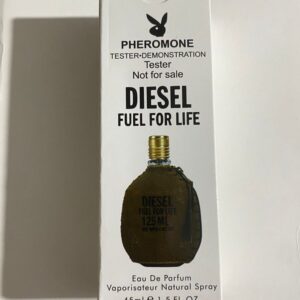 PHEROMONE
TESTER•DEMONSTRATION
Tester
Not for sale
DIESEL
FUEL FOR LIFE
DIESEL
FUEL FOR LIFE
125 ML
Eau De Parfum
Vaporisateur Natural Spray
45ml e 1.5 FL. OZ